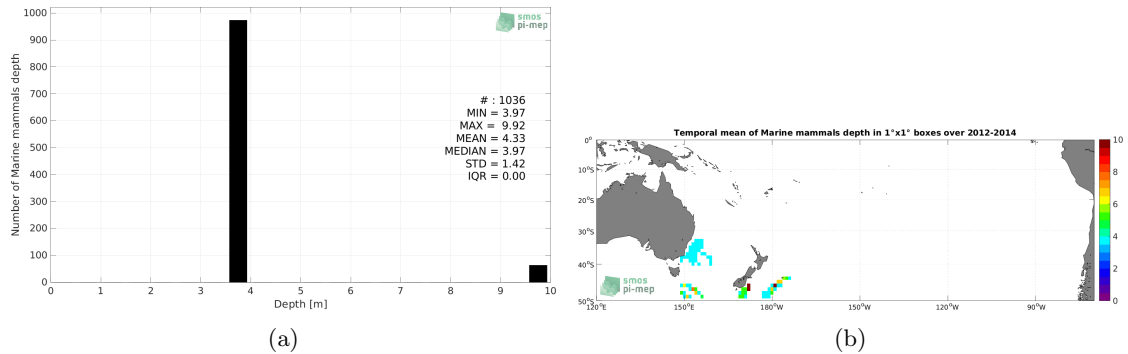 1000
900
800
700
600
500
400
300
200
100
0
Number of Marine mammals depth
smos
pi-mep
# : 1036
MIN = 3.97
MAX = 9.92
MEAN = 4.33
MEDIAN = 3.97
STD = 1.42
IQR = 0.00
0 1 2 3 4 5 6 7 8 9 10
Depth [m]
(a)
Temporal mean of Marine mammals depth in 1°x1° boxes over 2012-2014
0°
10°S
20°S
30°S
40°S
50°S
smos
pi-mep
120°E 150°E 180°W 150°W 120°W 90°W
10
8
6
4
2
0
(b)